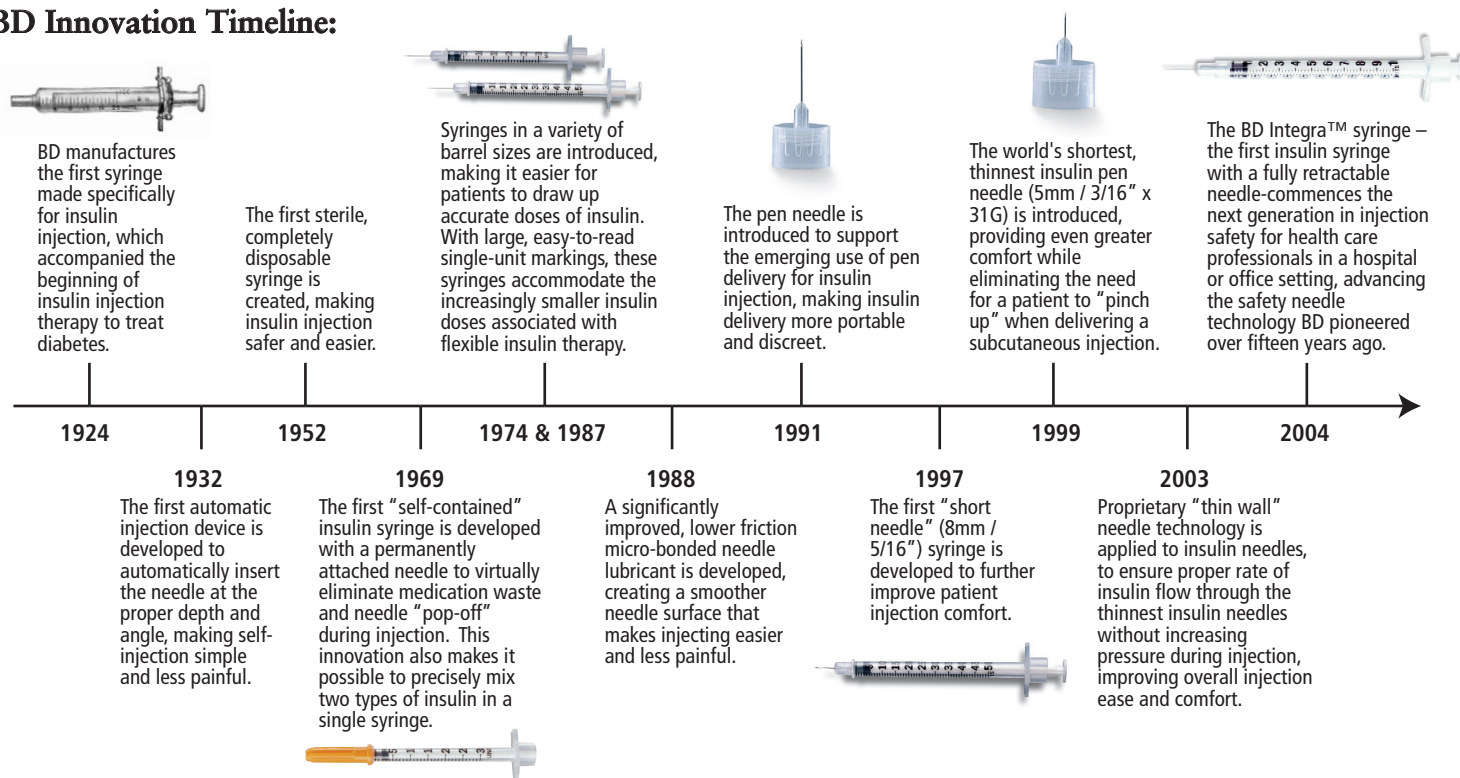 BD Innovation Timeline:
BD manufactures
the first syringe
made specifically
for insulin
injection, which
accompanied the
beginning of
insulin injection
therapy to treat
diabetes.
1924
1932
The first automatic
injection device is
developed to
automatically insert
the needle at the
proper depth and
angle, making self-
injection simple
and less painful.
The first sterile,
completely
disposable
syringe is
created, making
insulin injection
safer and easier.
1952
1969
The first “self-contained”
insulin syringe is developed
with a permanently
attached needle to virtually
eliminate medication waste
and needle “pop-off”
during injection.  This
innovation also makes it
possible to precisely mix
two types of insulin in a
single syringe.
Syringes in a variety of
barrel sizes are introduced,
making it easier for
patients to draw up
accurate doses of insulin.
With large, easy-to-read
single-unit markings, these
syringes accommodate the
increasingly smaller insulin
doses associated with
flexible insulin therapy.
1974 & 1987
1988
A significantly
improved, lower friction
micro-bonded needle
lubricant is developed,
creating a smoother
needle surface that
makes injecting easier
and less painful.
The pen needle is
introduced to support
the emerging use of pen
delivery for insulin
injection, making insulin
delivery more portable
and discreet.
1991
1997
The first “short
needle” (8mm /
5/16”) syringe is
developed to further
improve patient
injection comfort.
The world's shortest,
thinnest insulin pen
needle (5mm / 3/16” x
31G) is introduced,
providing even greater
comfort while
eliminating the need
for a patient to “pinch
up” when delivering a
subcutaneous injection.
1999
2003
Proprietary “thin wall”
needle technology is
applied to insulin needles,
to ensure proper rate of
insulin flow through the
thinnest insulin needles
without increasing
pressure during injection,
improving overall injection
ease and comfort.
The BD Integra™ syringe –
the first insulin syringe
with a fully retractable
needle-commences the
next generation in injection
safety for health care
professionals in a hospital
or office setting, advancing
the safety needle
technology BD pioneered
over fifteen years ago.
2004